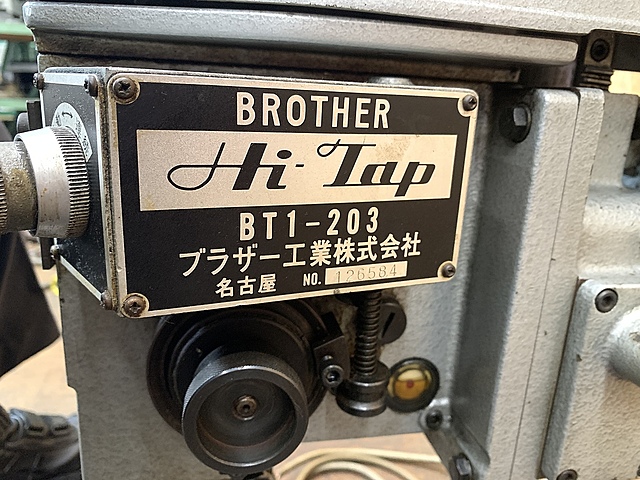 BROTHER
Hi-Tap
BT1-203
ブラザー工業株式会社
名古屋 NO. 126584